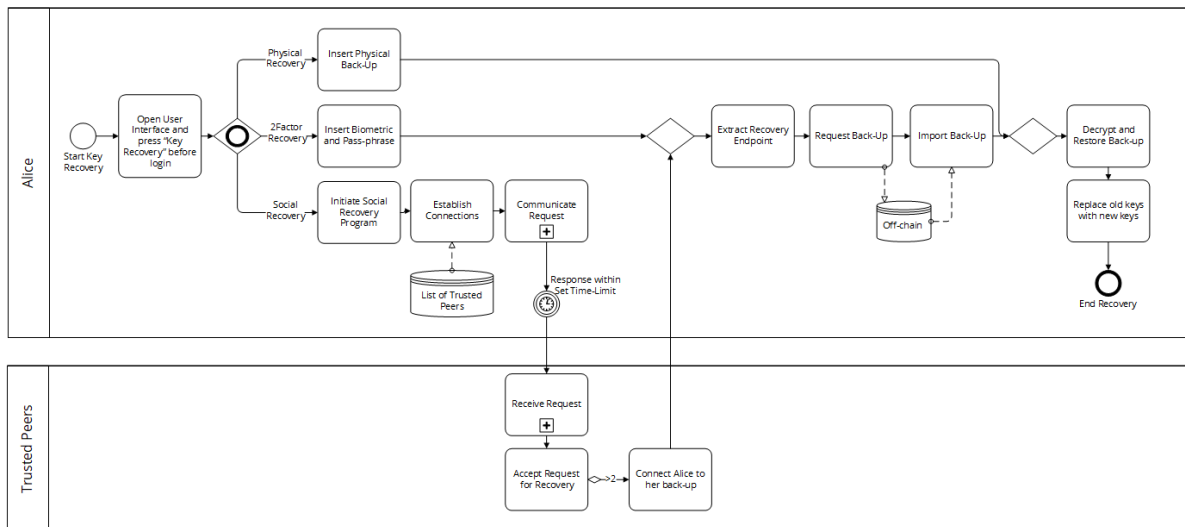 Alice
Start Key
Recovery
Open User
Interface and
press "Key
Recovery" before
login
Physical
Recovery
Insert Physical
Back-Up
2Factor
Recovery
Insert Biometric
and Pass-phrase
Social
Recovery
Initiate Social
Recovery
Program
Establish
Connections
Communicate
Request
List of Trusted
Peers
Response within
Set Time-Limit
Extract Recovery
Endpoint
Request Back-Up
Import Back-Up
Off-chain
Decrypt and
Restore Back-up
Replace old keys
with new keys
End Recovery
Trusted Peers
Receive Request
Accept Request
for Recovery
>2
Connect Alice to
her back-up